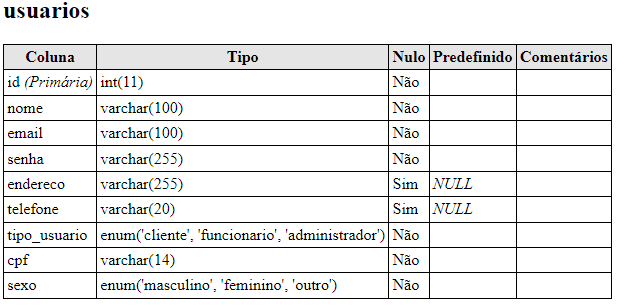 usuarios
Coluna Tipo Nulo Predefinido Comentários
id (Primária) int(11) Não
nome varchar(100) Não
email varchar(100) Não
senha varchar(255) Não
endereco varchar(255) Sim NULL
telefone varchar(20) Sim NULL
tipo_usuario enum('cliente', 'funcionario', 'administrador') Não
cpf varchar(14) Não
sexo enum('masculino', 'feminino', 'outro') Não